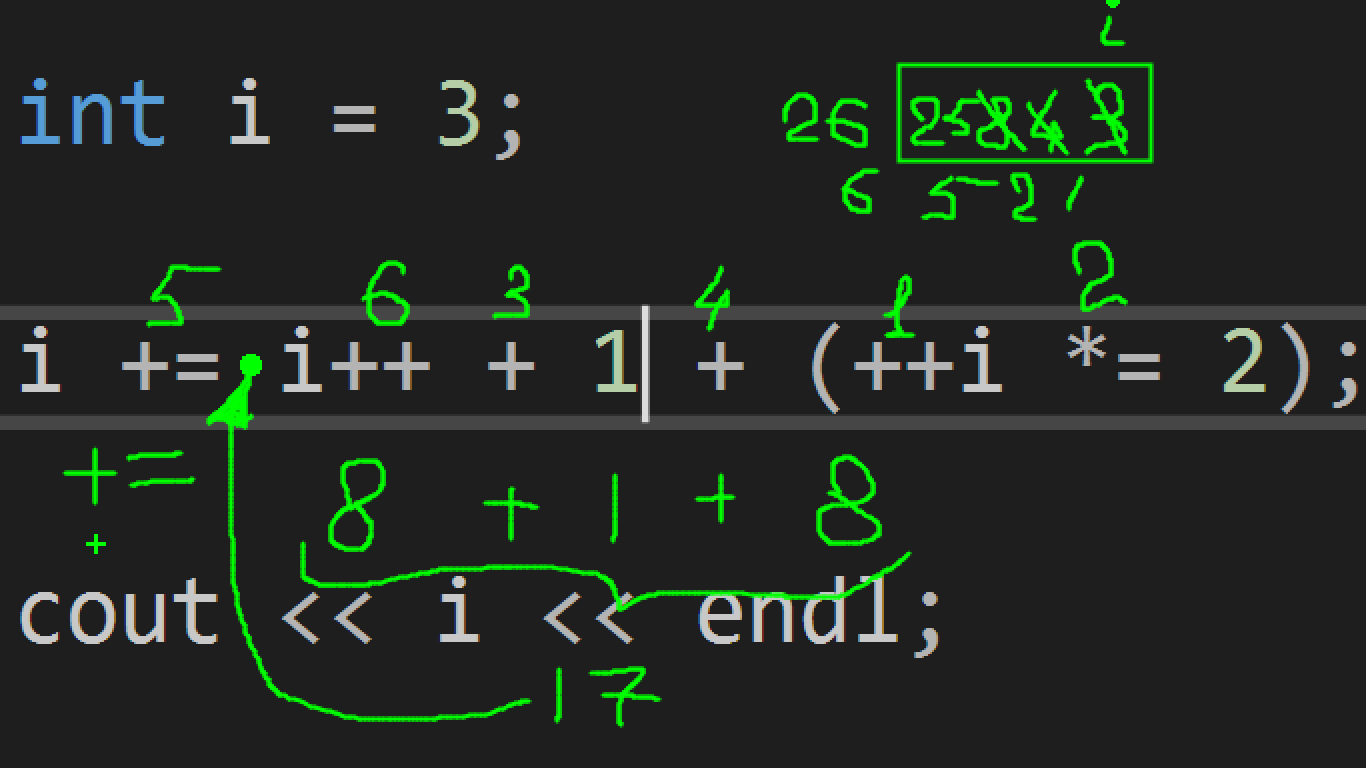 i
int i = 3;
26 25 8 4 3
6 5 2 1
5 6 3 4 1 2
i += i++ + 1 + (++i *= 2);
+= 8 + 1 + 8
+
cout << i << endl;
17